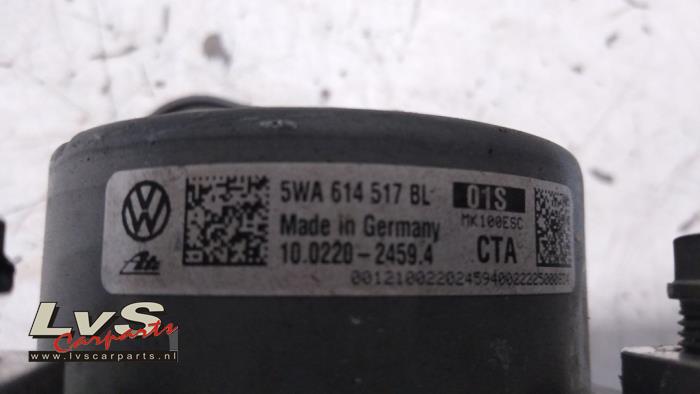 5WA 614 517 BL 01S
Made in Germany MK100ESC
10.0220-2459.4 CTA
Ate
LvS
Carparts
www.lvscarparts.nl